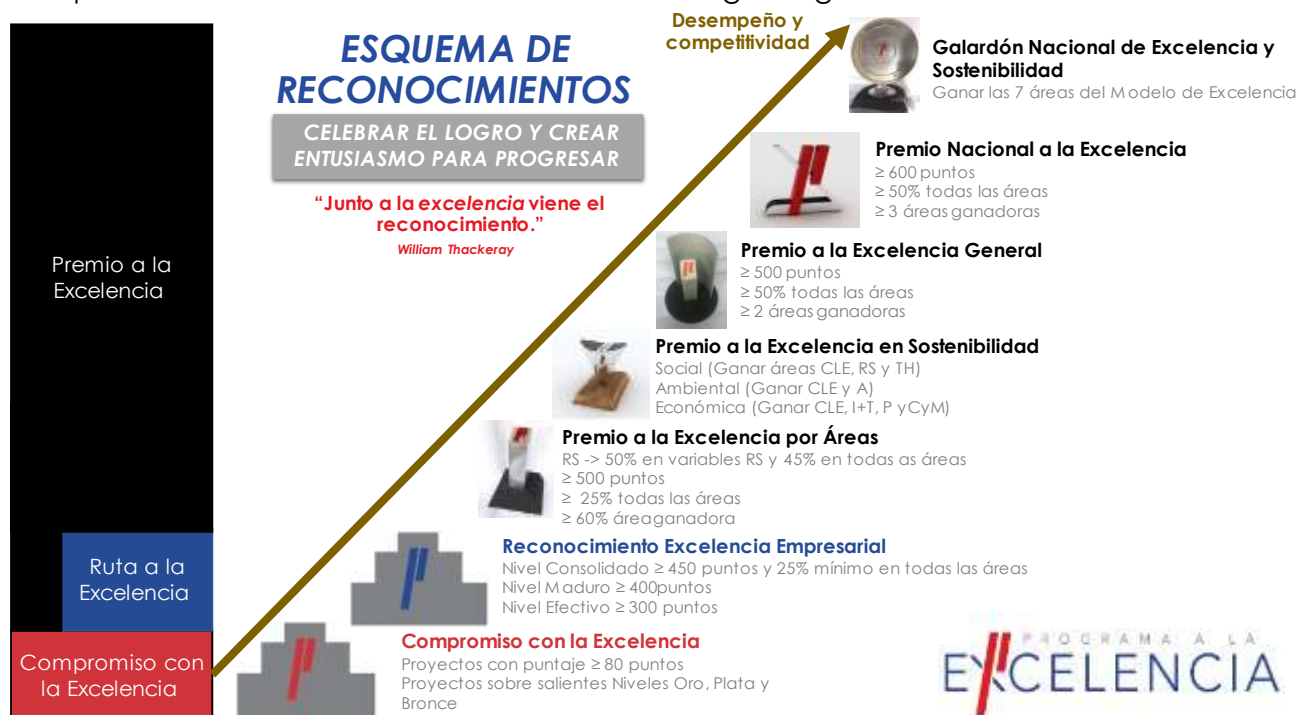 Desempeño y
competitividad
ESQUEMA DE
RECONOCIMIENTOS
CELEBRAR EL LOGRO Y CREAR
ENTUSIASMO PARA PROGRESAR
“Junto a la excelencia viene el
reconocimiento.”
William Thackeray
Galardón Nacional de Excelencia y
Sostenibilidad
Ganar las 7 áreas del Modelo de Excelencia
Premio Nacional a la Excelencia
≥ 600 puntos
≥ 50% todas las áreas
≥ 3 áreas ganadoras
Premio a la Excelencia General
≥ 500 puntos
≥ 50% todas las áreas
≥ 2 áreas ganadoras
Premio a la Excelencia en Sostenibilidad
Social (Ganar áreas CLE, RS y TH)
Ambiental (Ganar CLE y A)
Económica (Ganar CLE, I+T, P yCyM)
Premio a la Excelencia por Áreas
RS -> 50% en variables RS y 45% en todas as áreas
≥ 500 puntos
≥ 25% todas las áreas
≥ 60% áreaganadora
Reconocimiento Excelencia Empresarial
Nivel Consolidado ≥ 450 puntos y 25% mínimo en todas las áreas
Nivel Maduro ≥ 400puntos
Nivel Efectivo ≥ 300 puntos
Compromiso con la Excelencia
Proyectos con puntaje ≥ 80 puntos
Proyectos sobre salientes Niveles Oro, Plata y
Bronce
Premio a la
Excelencia
Ruta a la
Excelencia
Compromiso con
la Excelencia
PROGRAMA A LA
EXCELENCIA